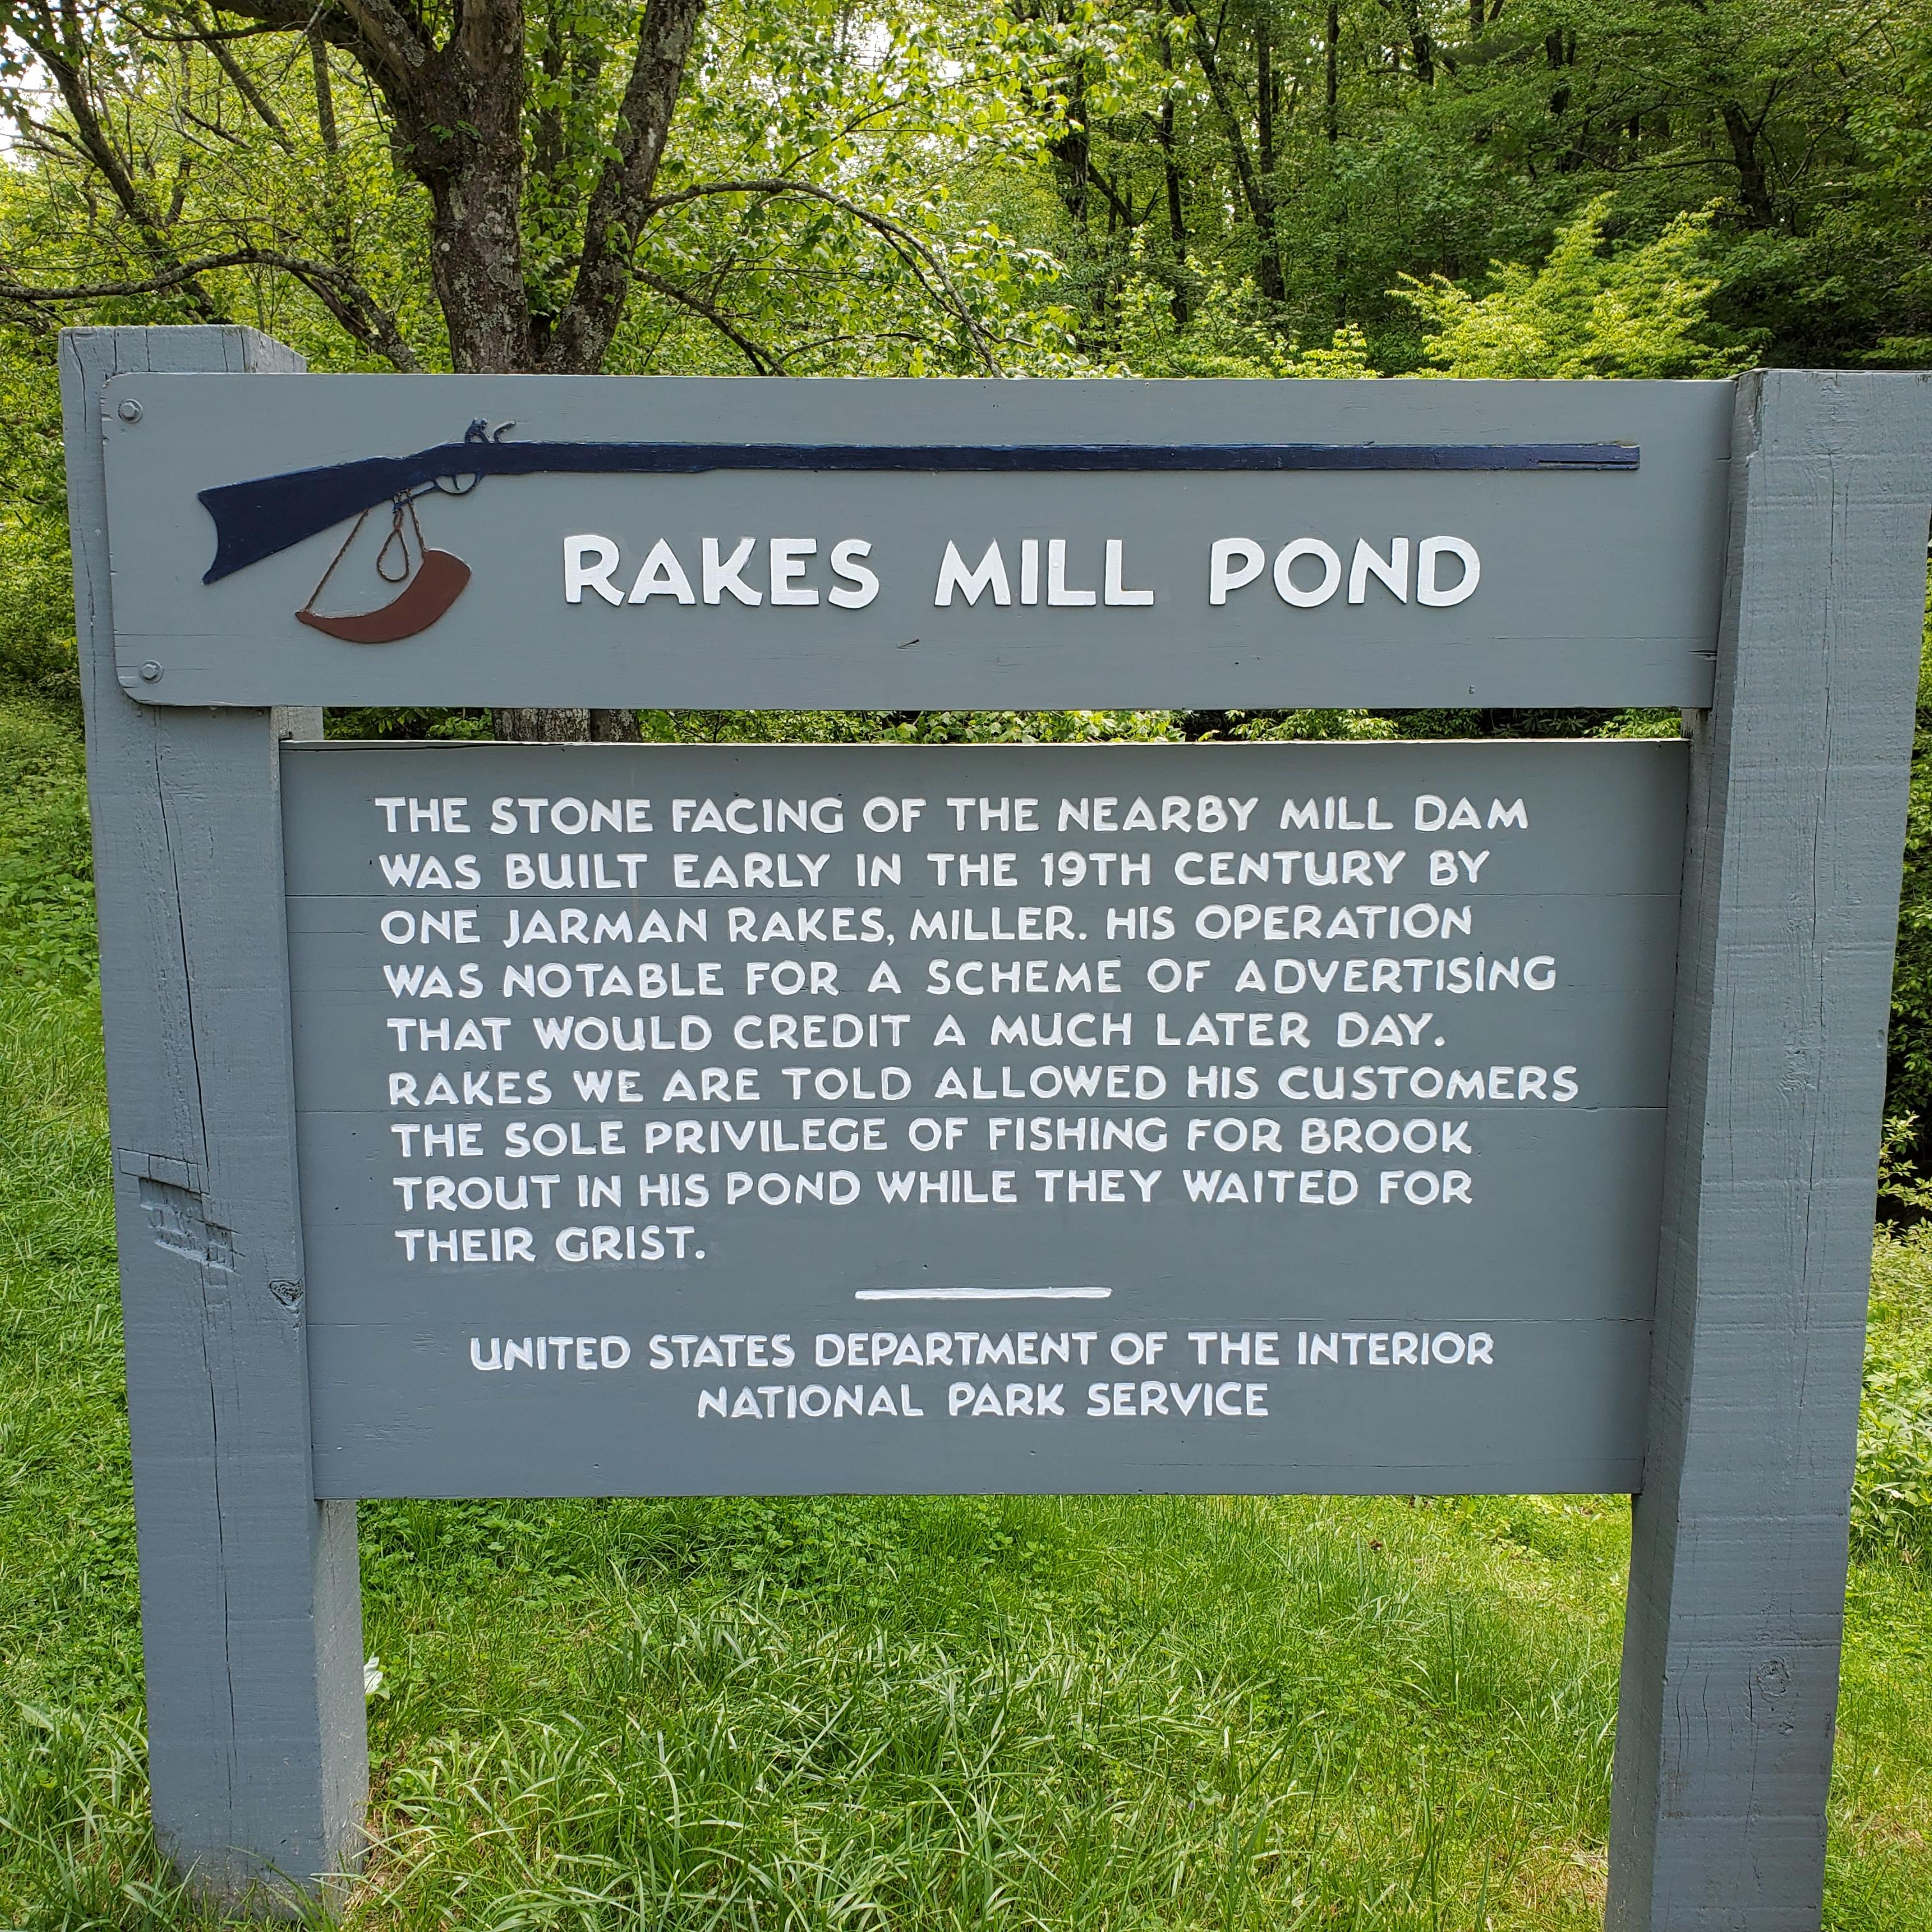 RAKES MILL POND
THE STONE FACING OF THE NEARBY MILL DAM
WAS BUILT EARLY IN THE 19TH CENTURY BY
ONE JARMAN RAKES, MILLER. HIS OPERATION
WAS NOTABLE FOR A SCHEME OF ADVERTISING
THAT WOULD CREDIT A MUCH LATER DAY.
RAKES WE ARE TOLD ALLOWED HIS CUSTOMERS
THE SOLE PRIVILEGE OF FISHING FOR BROOK
TROUT IN HIS POND WHILE THEY WAITED FOR
THEIR GRIST.
UNITED STATES DEPARTMENT OF THE INTERIOR
NATIONAL PARK SERVICE